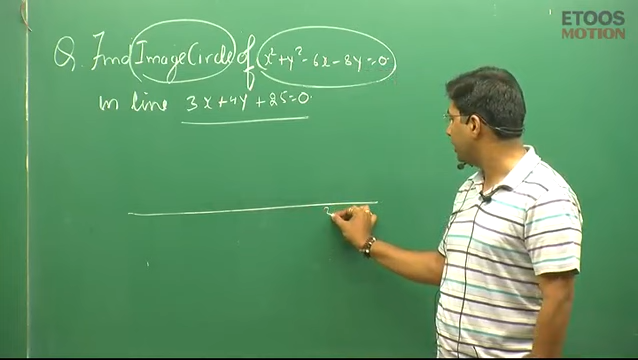 ETOOS
MOTION
Q. Find Image Circle of x²+y²-6x-8y=0.
in line 3x+4y+25=0.